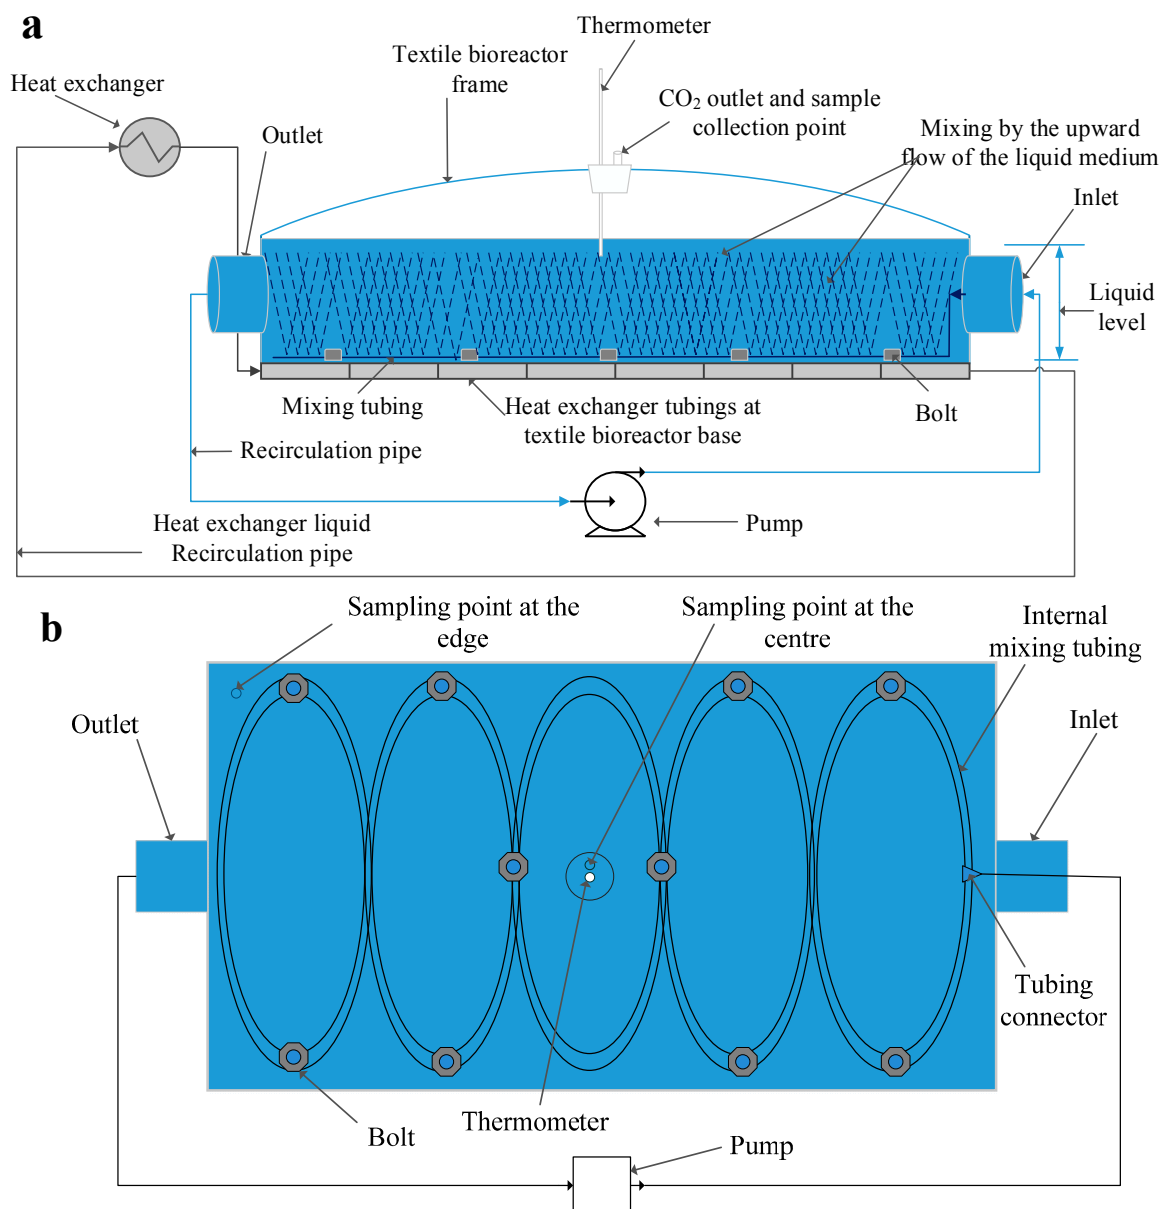 a
Thermometer
Textile bioreactor
frame
Heat exchanger
CO₂ outlet and sample
collection point
Outlet
Mixing by the upward
flow of the liquid medium
Inlet
Liquid
level
Mixing tubing
Heat exchanger tubings at
textile bioreactor base
Bolt
Recirculation pipe
Heat exchanger liquid
Recirculation pipe
Pump
b
Sampling point at the
edge
Sampling point at the
centre
Internal
mixing tubing
Outlet
Inlet
Tubing
connector
Thermometer
Bolt
Pump